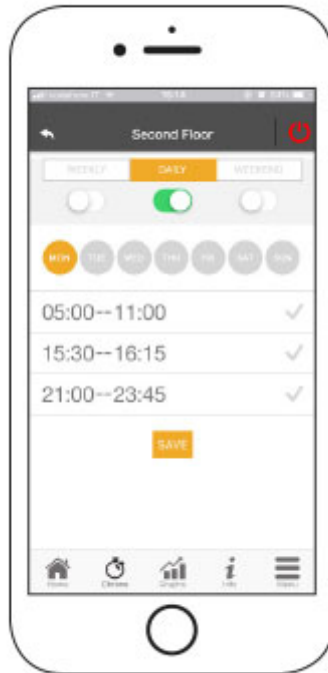 Second Floor
WEEKLY DAILY WEEKEND
MON TUE WED THU FRI SAT SUN
05:00--11:00
15:30--16:15
21:00--23:45
SAVE
Home Chrono Graphs Info Menu